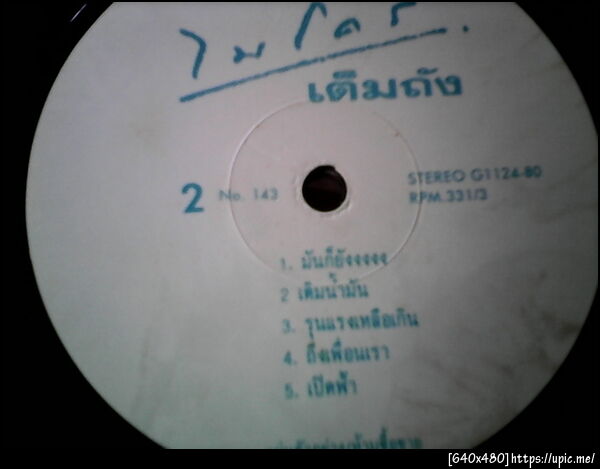 ไมโคร
เต็มถัง
2 No. 143
STEREO G1124-80
RPM.331/3
1. มันก็ยังงงงงง
2 เติมน้ำมัน
3. รุนแรงเหลือเกิน
4. ถึงเพื่อนเรา
5. เปิดฟ้า
[640x480]https://upic.me/